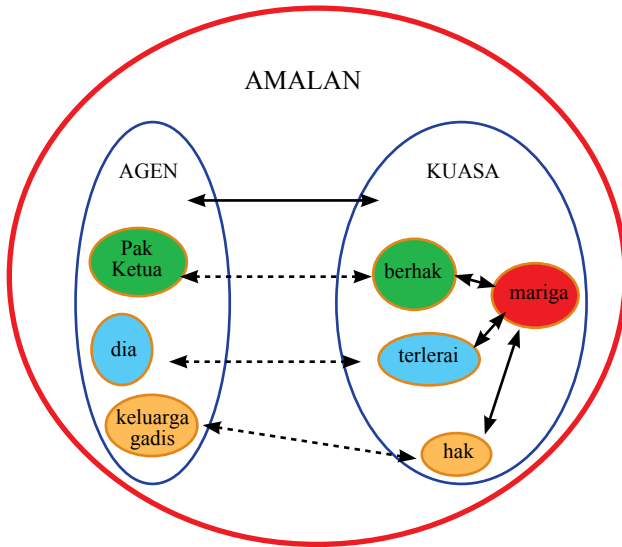 AMALAN
AGEN
KUASA
Pak
Ketua
berhak
mariga
dia
terlerai
keluarga
gadis
hak